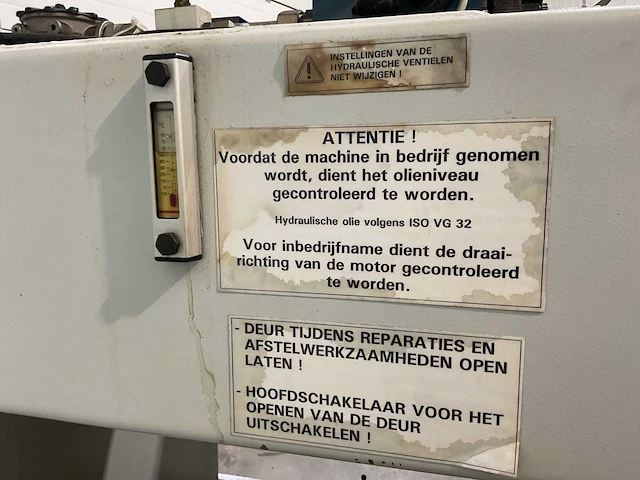 INSTELLINGEN VAN DE
HYDRAULISCHE VENTIELEN
NIET WIJZIGEN !
ATTENTIE !
Voordat de machine in bedrijf genomen
wordt, dient het olieniveau
gecontroleerd te worden.
Hydraulische olie volgens ISO VG 32
Voor inbedrijfname dient de draai-
richting van de motor gecontroleerd
te worden.
- DEUR TIJDENS REPARATIES EN
AFSTELWERKZAAMHEDEN OPEN
LATEN !
- HOOFDSCHAKELAAR VOOR HET
OPENEN VAN DE DEUR
UITSCHAKELEN !